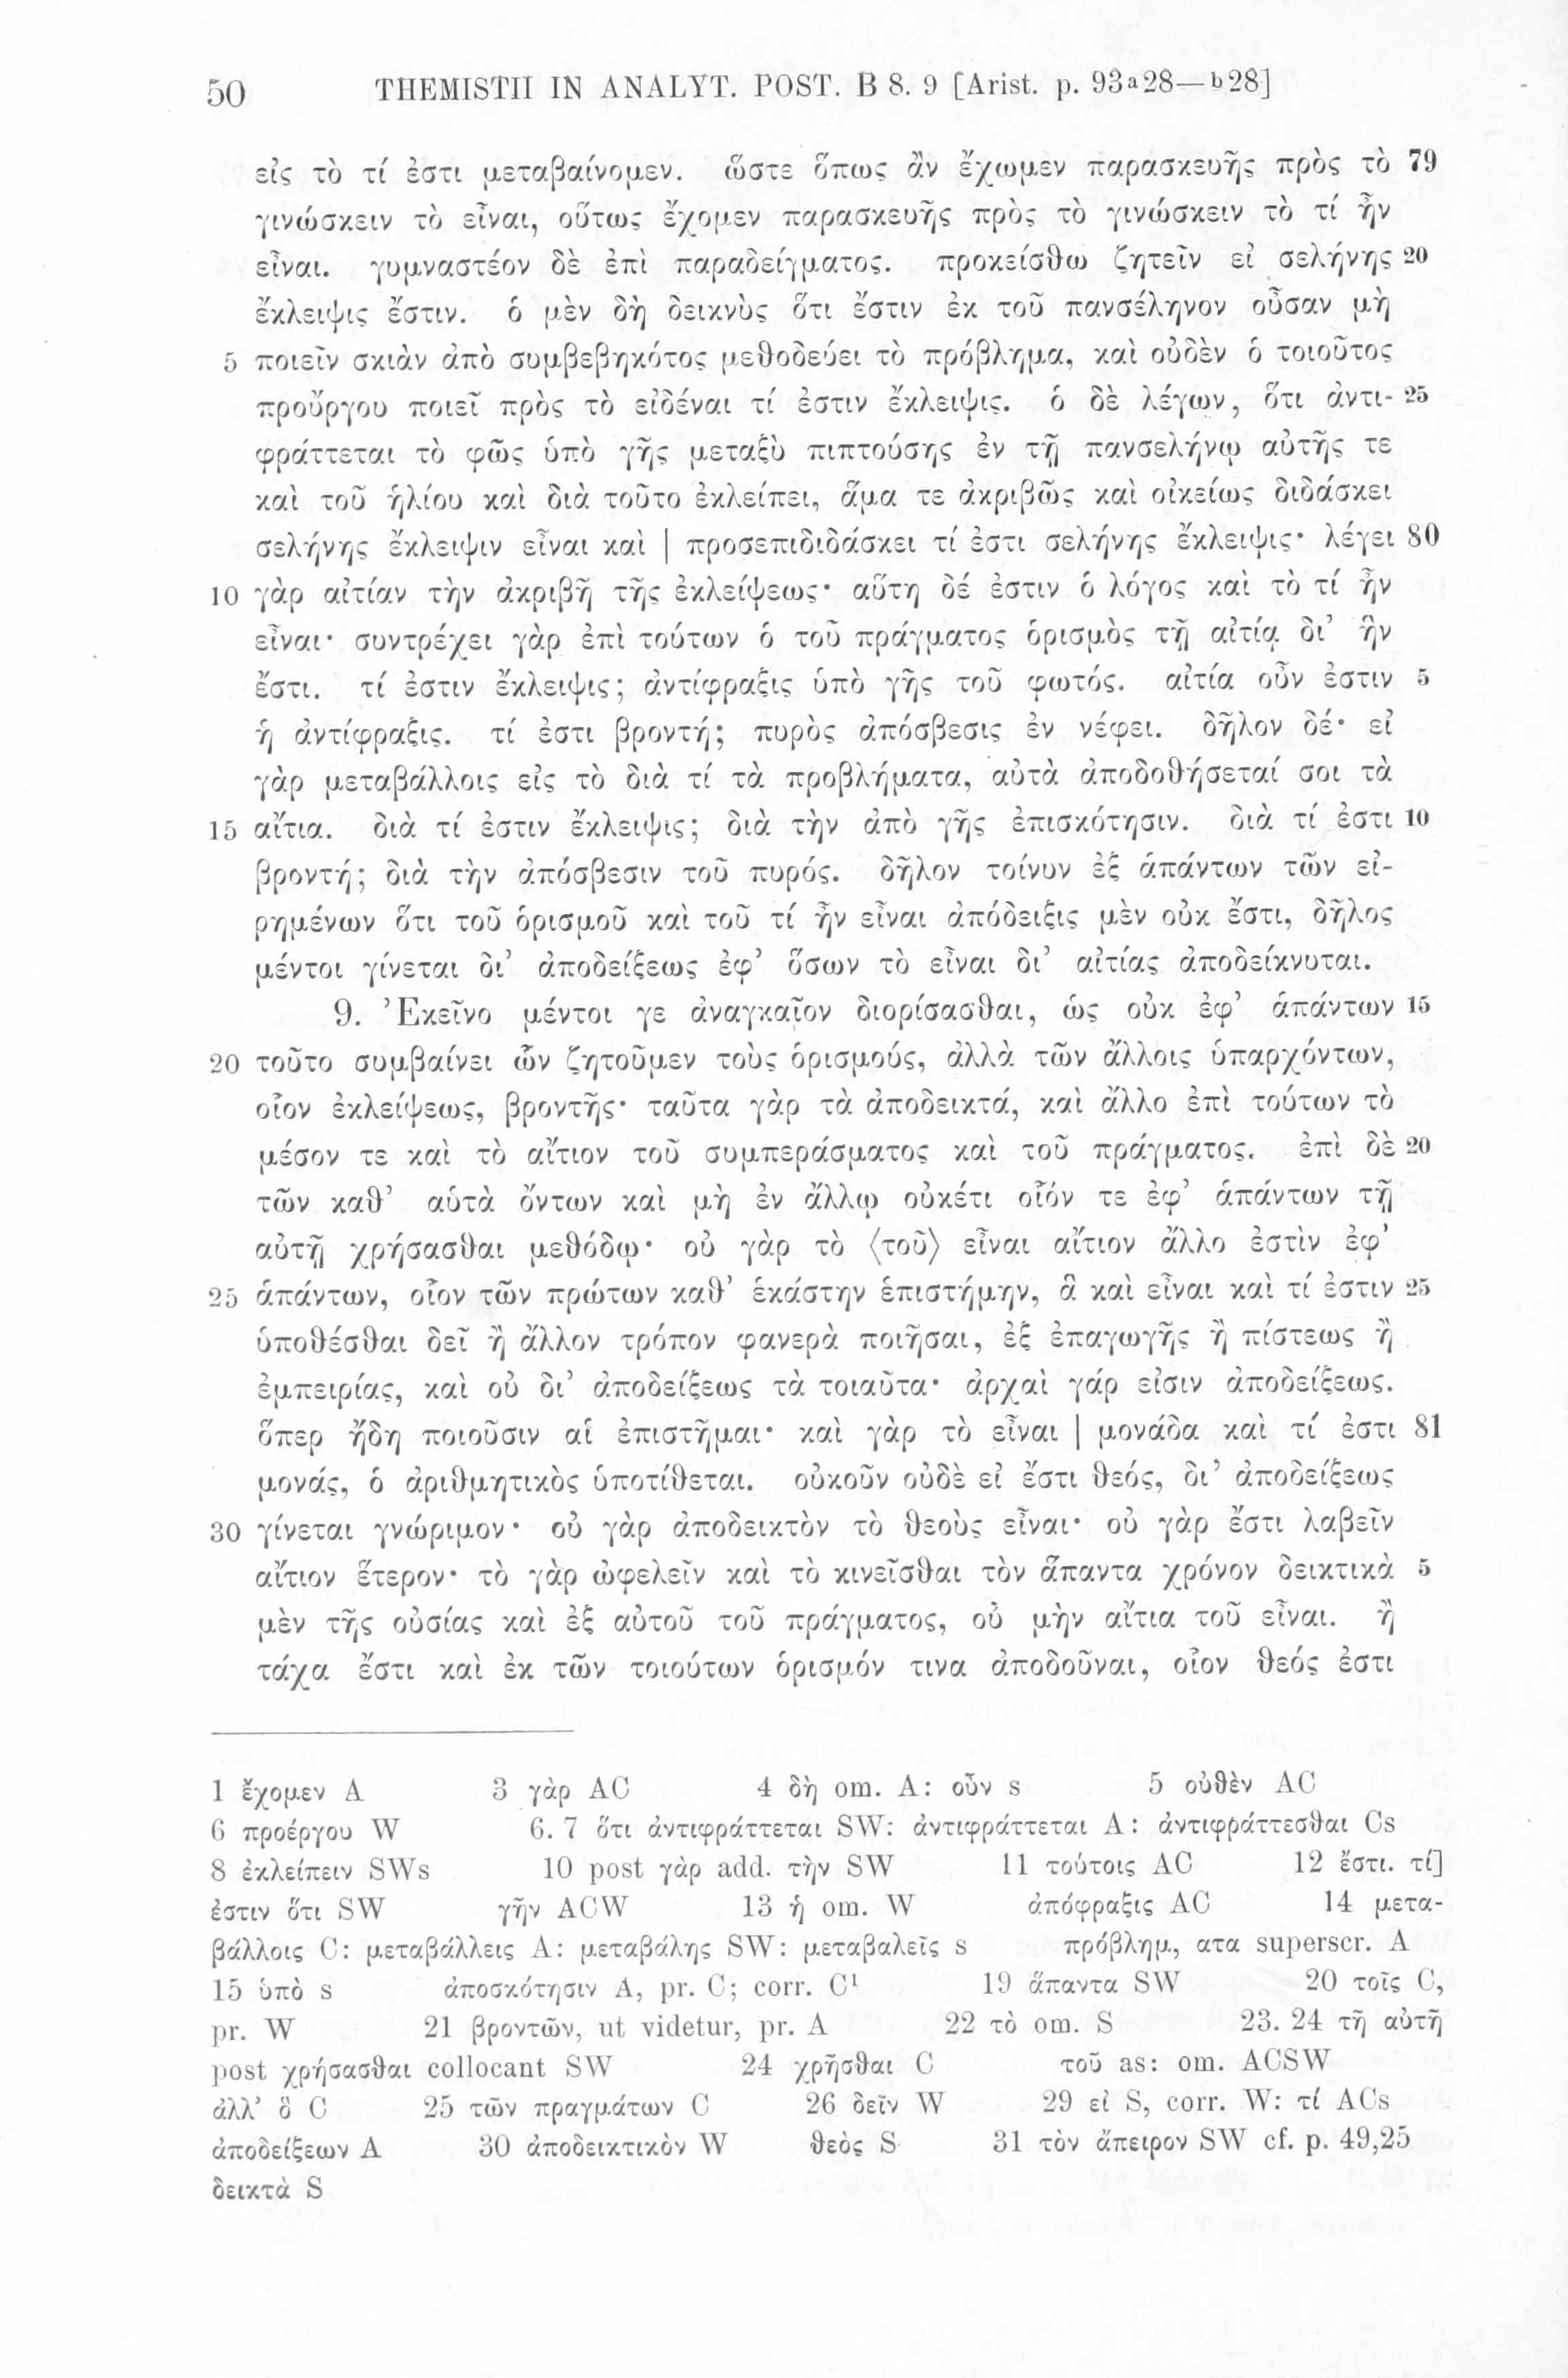 50 THEMISTII IN ANALYT. POST. B 8. 9 [Arist. p. 93a28—b28]
εἰς τὸ τί ἐστι μεταβαίνομεν. ὥστε ὅπως ἂν ἔχωμεν παρασκευῆς πρὸς τὸ 79
γινώσκειν τὸ εἶναι, οὕτως ἔχομεν παρασκευῆς πρὸς τὸ γινώσκειν τὸ τί ἦν
εἶναι. γυμναστέον δὲ ἐπὶ παραδείγματος. προκείσθω ζητεῖν εἰ σελήνης 20
ἔκλειψις ἔστιν. ὁ μὲν δὴ δεικνὺς ὅτι ἔστιν ἐκ τοῦ πανσέληνον οὖσαν μὴ
5 ποιεῖν σκιὰν ἀπὸ συμβεβηκότος μεθοδεύει τὸ πρόβλημα, καὶ οὐδὲν ὁ τοιοῦτος
προὔργου ποιεῖ πρὸς τὸ εἰδέναι τί ἐστιν ἔκλειψις. ὁ δὲ λέγων, ὅτι ἀντι- 25
φράττεται τὸ φῶς ὑπὸ γῆς μεταξὺ πιπτούσης ἐν τῇ πανσελήνῳ αὐτῆς τε
καὶ τοῦ ἡλίου καὶ διὰ τοῦτο ἐκλείπει, ἅμα τε ἀκριβῶς καὶ οἰκείως διδάσκει
σελήνης ἔκλειψιν εἶναι καὶ | προσεπιδιδάσκει τί ἐστι σελήνης ἔκλειψις· λέγει 80
10 γὰρ αἰτίαν τὴν ἀκριβῆ τῆς ἐκλείψεως· αὕτη δέ ἐστιν ὁ λόγος καὶ τὸ τί ἦν
εἶναι· συντρέχει γὰρ ἐπὶ τούτων ὁ τοῦ πράγματος ὁρισμὸς τῇ αἰτίᾳ δι’ ἣν
ἔστι. τί ἐστιν ἔκλειψις; ἀντίφραξις ὑπὸ γῆς τοῦ φωτός. αἰτία οὖν ἐστιν 5
ἡ ἀντίφραξις. τί ἐστι βροντή; πυρὸς ἀπόσβεσις ἐν νέφει. δῆλον δέ· εἰ
γὰρ μεταβάλλοις εἰς τὸ διὰ τί τὰ προβλήματα, αὐτὰ ἀποδοθήσεταί σοι τὰ
15 αἴτια. διὰ τί ἐστιν ἔκλειψις; διὰ τὴν ἀπὸ γῆς ἐπισκότησιν. διὰ τί ἐστι 10
βροντή; διὰ τὴν ἀπόσβεσιν τοῦ πυρός. δῆλον τοίνυν ἐξ ἁπάντων τῶν εἰ-
ρημένων ὅτι τοῦ ὁρισμοῦ καὶ τοῦ τί ἦν εἶναι ἀπόδειξις μὲν οὐκ ἔστι, δῆλος
μέντοι γίνεται δι’ ἀποδείξεως ἐφ’ ὅσων τὸ εἶναι δι’ αἰτίας ἀποδείκνυται.
9. Ἐκεῖνο μέντοι γε ἀναγκαῖον διορίσασθαι, ὡς οὐκ ἐφ’ ἁπάντων 15
20 τοῦτο συμβαίνει ὧν ζητοῦμεν τοὺς ὁρισμούς, ἀλλὰ τῶν ἄλλοις ὑπαρχόντων,
οἷον ἐκλείψεως, βροντῆς· ταῦτα γὰρ τὰ ἀποδεικτά, καὶ ἄλλο ἐπὶ τούτων τὸ
μέσον τε καὶ τὸ αἴτιον τοῦ συμπεράσματος καὶ τοῦ πράγματος. ἐπὶ δὲ 20
τῶν καθ’ αὑτὰ ὄντων καὶ μὴ ἐν ἄλλῳ οὐκέτι οἷόν τε ἐφ’ ἁπάντων τῇ
αὐτῇ χρήσασθαι μεθόδῳ· οὐ γὰρ τὸ ⟨τοῦ⟩ εἶναι αἴτιον ἄλλο ἐστὶν ἐφ’
25 ἁπάντων, οἷον τῶν πρώτων καθ’ ἑκάστην ἐπιστήμην, ἃ καὶ εἶναι καὶ τί ἐστιν 25
ὑποθέσθαι δεῖ ἢ ἄλλον τρόπον φανερὰ ποιῆσαι, ἐξ ἐπαγωγῆς ἢ πίστεως ἢ
ἐμπειρίας, καὶ οὐ δι’ ἀποδείξεως τὰ τοιαῦτα· ἀρχαὶ γάρ εἰσιν ἀποδείξεως.
ὅπερ ἤδη ποιοῦσιν αἱ ἐπιστῆμαι· καὶ γὰρ τὸ εἶναι | μονάδα καὶ τί ἐστι 81
μονάς, ὁ ἀριθμητικὸς ὑποτίθεται. οὐκοῦν οὐδὲ εἰ ἔστι θεός, δι’ ἀποδείξεως
30 γίνεται γνώριμον· οὐ γὰρ ἀποδεικτὸν τὸ θεοὺς εἶναι· οὐ γὰρ ἔστι λαβεῖν
αἴτιον ἕτερον· τὸ γὰρ ὠφελεῖν καὶ τὸ κινεῖσθαι τὸν ἅπαντα χρόνον δεικτικὰ 5
μὲν τῆς οὐσίας καὶ ἐξ αὐτοῦ τοῦ πράγματος, οὐ μὴν αἴτια τοῦ εἶναι. ἢ
τάχα ἔστι καὶ ἐκ τῶν τοιούτων ὁρισμόν τινα ἀποδοῦναι, οἷον θεός ἐστι
1 ἔχομεν A 3 γὰρ AC 4 δὴ om. A: οὖν s 5 οὐθὲν AC
6 προέργου W 6. 7 ὅτι ἀντιφράττεται SW: ἀντιφράττεται A: ἀντιφράττεσθαι Cs
8 ἐκλείπειν SWs 10 post γὰρ add. τὴν SW 11 τούτοις AC 12 ἔστι. τί]
ἐστιν ὅτι SW γῆν ACW 13 ἡ om. W ἀπόφραξις AC 14 μετα-
βάλλοις C: μεταβάλλεις A: μεταβάλης SW: μεταβαλεῖς s πρόβλημ, ατα superscr. A
15 ὑπὸ s ἀποσκότησιν A, pr. C; corr. C¹ 19 ἅπαντα SW 20 τοῖς C,
pr. W 21 βροντῶν, ut videtur, pr. A 22 τὸ om. S 23. 24 τῇ αὐτῇ
post χρήσασθαι collocant SW 24 χρῆσθαι C τοῦ as: om. ACSW
ἀλλ’ ὃ C 25 τῶν πραγμάτων C 26 δεῖν W 29 εἰ S, corr. W: τί ACs
ἀποδείξεων A 30 ἀποδεικτικὸν W θεὸς S 31 τὸν ἄπειρον SW cf. p. 49,25
δεικτὰ S